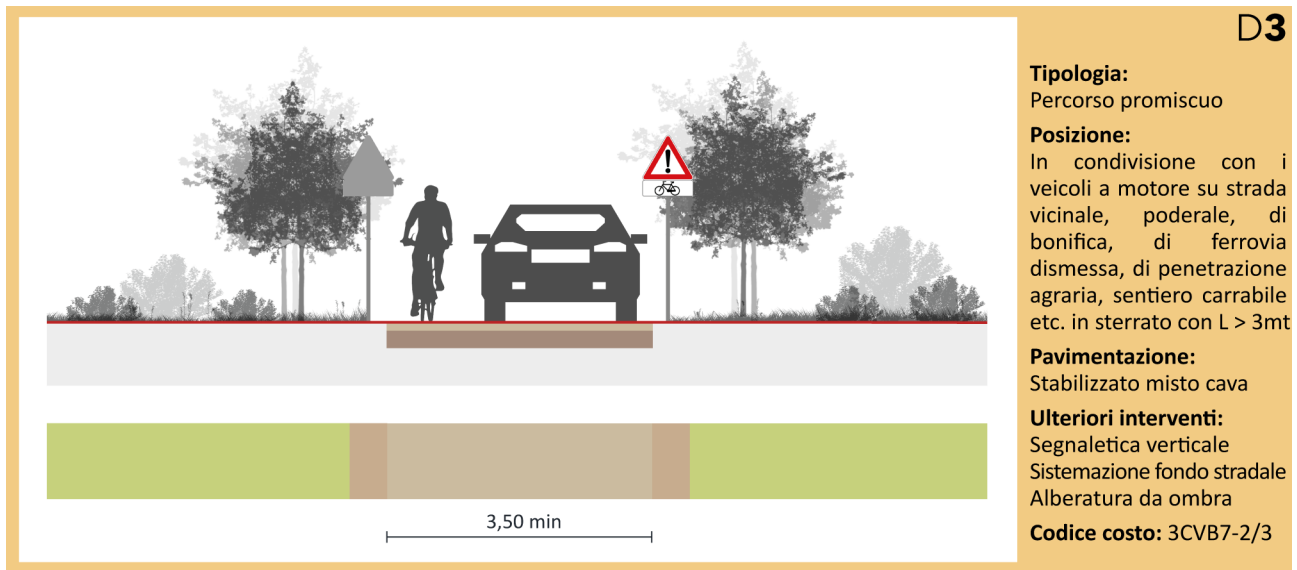 D3
Tipologia:
Percorso promiscuo
Posizione:
In condivisione con i
veicoli a motore su strada
vicinale, poderale, di
bonifica, di ferrovia
dismessa, di penetrazione
agraria, sentiero carrabile
etc. in sterrato con L > 3mt
Pavimentazione:
Stabilizzato misto cava
Ulteriori interventi:
Segnaletica verticale
Sistemazione fondo stradale
Alberatura da ombra
Codice costo: 3CVB7-2/3
3,50 min